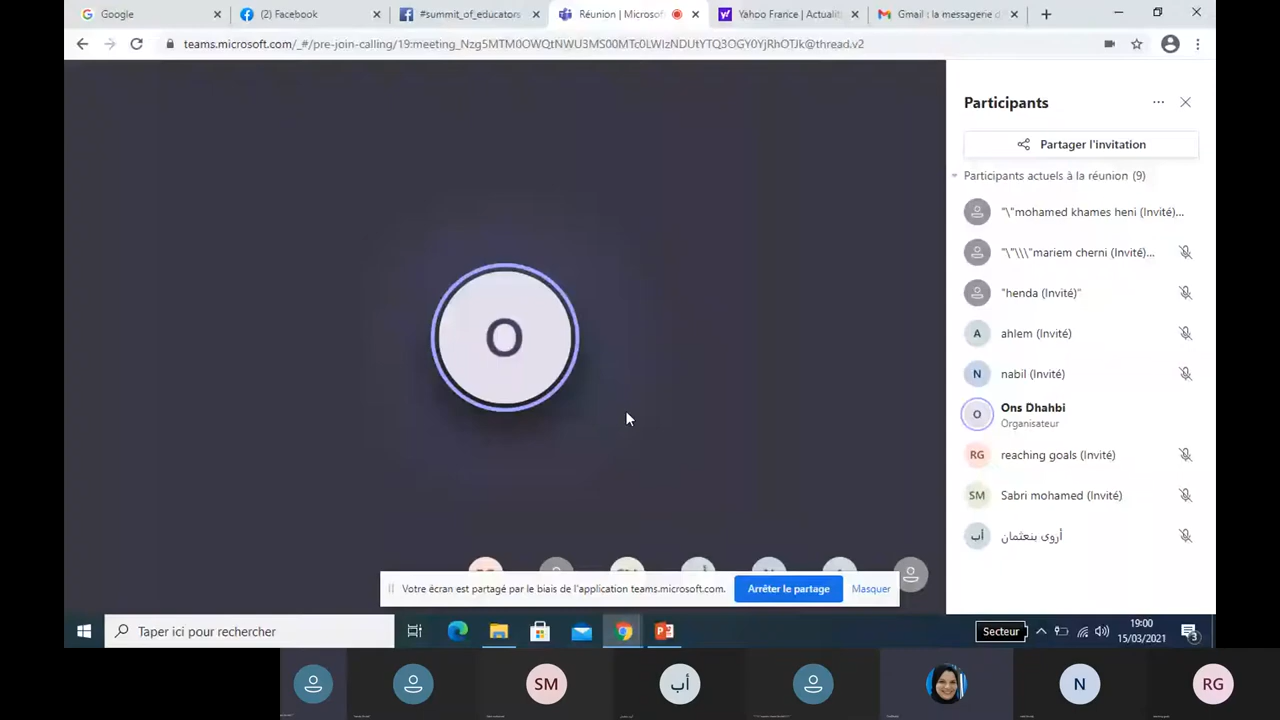 Google
(2) Facebook
#summit_of_educators
Réunion | Microsof
Yahoo France | Actualit
Gmail : la messagerie d
teams.microsoft.com/_#/pre-join-calling/19:meeting_Nzg5MTM0OWQtNWU3MS00MTc0LWIzNDUtYTQ3OGY0YjRhOTJk@thread.v2
Participants
Partager l'invitation
Participants actuels à la réunion (9)
"\"mohamed khames heni (Invité)...
"\"\\\"mariem cherni (Invité)...
"henda (Invité)"
A ahlem (Invité)
N nabil (Invité)
O Ons Dhahbi
Organisateur
RG reaching goals (Invité)
SM Sabri mohamed (Invité)
أب أروى بنعثمان
O
Votre écran est partagé par le biais de l'application teams.microsoft.com.
Arrêter le partage
Masquer
Taper ici pour rechercher
Secteur
19:00
15/03/2021
3
SM
أب
N
RG